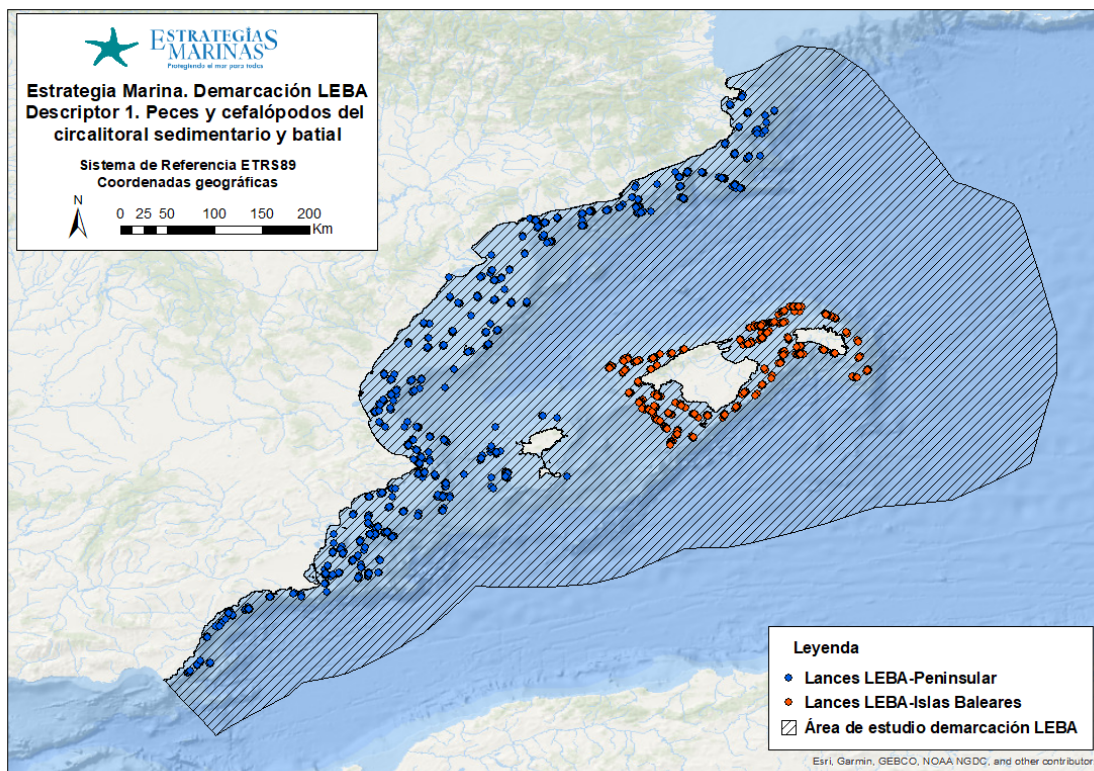 ESTRATEGIAS
MARINAS
Protegiendo el mar para todos
Estrategia Marina. Demarcación LEBA
Descriptor 1. Peces y cefalópodos del
circalitoral sedimentario y batial
Sistema de Referencia ETRS89
Coordenadas geográficas
N
0 25 50 100 150 200
Km
Leyenda
Lances LEBA-Peninsular
Lances LEBA-Islas Baleares
Área de estudio demarcación LEBA
Esri, Garmin, GEBCO, NOAA NGDC, and other contributor